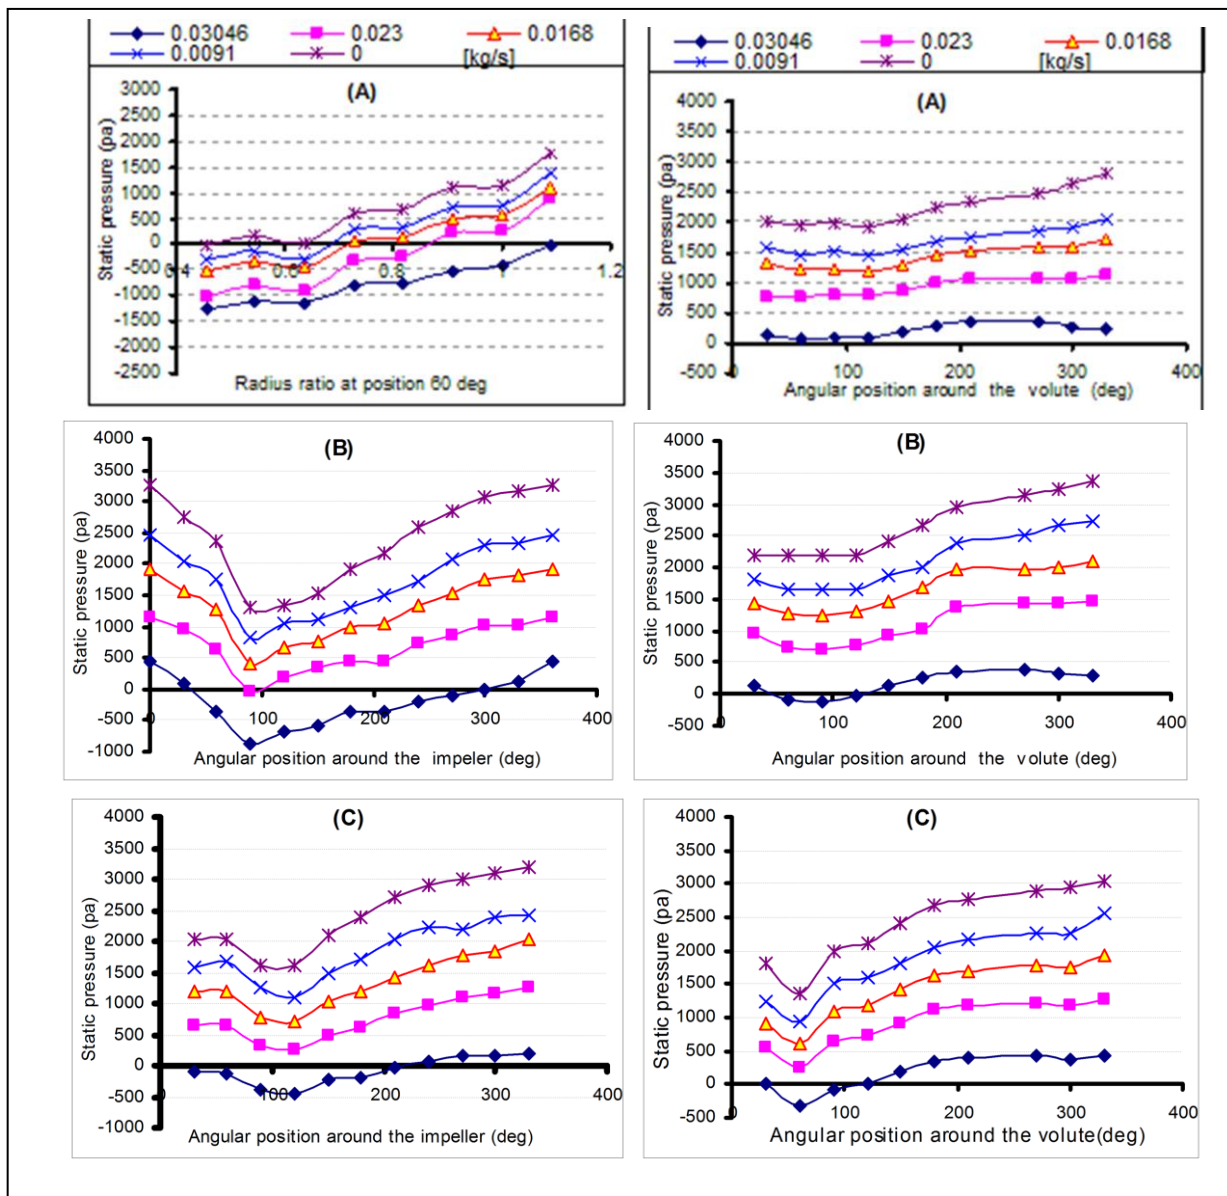 0.03046 0.023 0.0168
0.0091 0 [kg/s]
(A)
Static pressure (pa)
3000
2500
2000
1500
1000
500
0
-500
-1000
-1500
-2000
-2500
0.4 0.6 0.8 1 1.2
Radius ratio at position 60 deg
0.03046 0.023 0.0168
0.0091 0 [kg/s]
(A)
Static pressure (pa)
4000
3500
3000
2500
2000
1500
1000
500
0
-500
0 100 200 300 400
Angular position around the volute (deg)
(B)
Static pressure (pa)
4000
3500
3000
2500
2000
1500
1000
500
0
-500
-1000
0 100 200 300 400
Angular position around the impeler (deg)
(B)
Static pressure (pa)
4000
3500
3000
2500
2000
1500
1000
500
0
-500
0 100 200 300 400
Angular position around the volute (deg)
(C)
Static pressure (pa)
4000
3500
3000
2500
2000
1500
1000
500
0
-500
-1000
0 100 200 300 400
Angular position around the impeller (deg)
(C)
Static pressure (pa)
4000
3500
3000
2500
2000
1500
1000
500
0
-500
0 100 200 300 400
Angular position around the volute(deg)